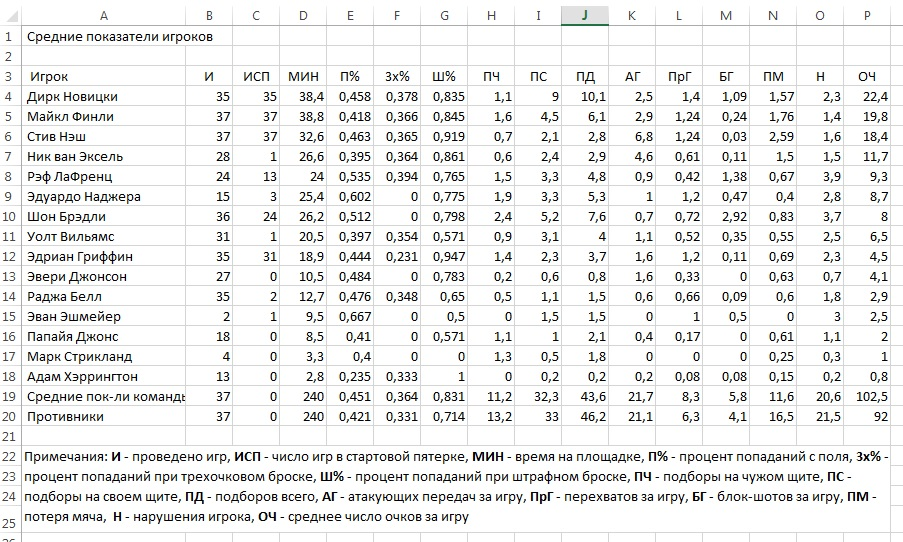 A B C D E F G H I J K L M N O P
1 Средние показатели игроков
2
3 Игрок И ИСП МИН П% 3х% Ш% ПЧ ПС ПД АГ ПрГ БГ ПМ Н ОЧ
4 Дирк Новицки 35 35 38,4 0,458 0,378 0,835 1,1 9 10,1 2,5 1,4 1,09 1,57 2,3 22,4
5 Майкл Финли 37 37 38,8 0,418 0,366 0,845 1,6 4,5 6,1 2,9 1,24 0,24 1,76 1,4 19,8
6 Стив Нэш 37 37 32,6 0,463 0,365 0,919 0,7 2,1 2,8 6,8 1,24 0,03 2,59 1,6 18,4
7 Ник ван Эксель 28 1 26,6 0,395 0,364 0,861 0,6 2,4 2,9 4,6 0,61 0,11 1,5 1,5 11,7
8 Рэф ЛаФренц 24 13 24 0,535 0,394 0,765 1,5 3,3 4,8 0,9 0,42 1,38 0,67 3,9 9,3
9 Эдуардо Наджера 15 3 25,4 0,602 0 0,775 1,9 3,3 5,3 1 1,2 0,47 0,4 2,8 8,7
10 Шон Брэдли 36 24 26,2 0,512 0 0,798 2,4 5,2 7,6 0,7 0,72 2,92 0,83 3,7 8
11 Уолт Вильямс 31 1 20,5 0,397 0,354 0,571 0,9 3,1 4 1,1 0,52 0,35 0,55 2,5 6,5
12 Эдриан Гриффин 35 31 18,9 0,444 0,231 0,947 1,4 2,3 3,7 1,6 1,2 0,11 0,69 2,3 4,5
13 Эвери Джонсон 27 0 10,5 0,484 0 0,783 0,2 0,6 0,8 1,6 0,33 0 0,63 0,7 4,1
14 Раджа Белл 35 2 12,7 0,476 0,348 0,65 0,5 1,1 1,5 0,6 0,66 0,09 0,6 1,8 2,9
15 Эван Эшмейер 2 1 9,5 0,667 0 0,5 0 1,5 1,5 0 1 0,5 0 3 2,5
16 Папайя Джонс 18 0 8,5 0,41 0 0,571 1,1 1 2,1 0,4 0,17 0 0,61 1,1 2
17 Марк Стрикланд 4 0 3,3 0,4 0 0 1,3 0,5 1,8 0 0 0 0,25 0,3 1
18 Адам Хэррингтон 13 0 2,8 0,235 0,333 1 0 0,2 0,2 0,2 0,08 0,08 0,15 0,2 0,8
19 Средние пок-ли команды 37 0 240 0,451 0,364 0,831 11,2 32,3 43,6 21,7 8,3 5,8 11,6 20,6 102,5
20 Противники 37 0 240 0,421 0,331 0,714 13,2 33 46,2 21,1 6,3 4,1 16,5 21,5 92
21
22 Примечания: И - проведено игр, ИСП - число игр в стартовой пятерке, МИН - время на площадке, П% - процент попаданий с поля, 3х% -
23 процент попаданий при трехочковом броске, Ш% - процент попаданий при штрафном броске, ПЧ - подборы на чужом щите, ПС -
24 подборы на своем щите, ПД - подборов всего, АГ - атакующих передач за игру, ПрГ - перехватов за игру, БГ - блок-шотов за игру, ПМ -
25 потеря мяча, Н - нарушения игрока, ОЧ - среднее число очков за игру